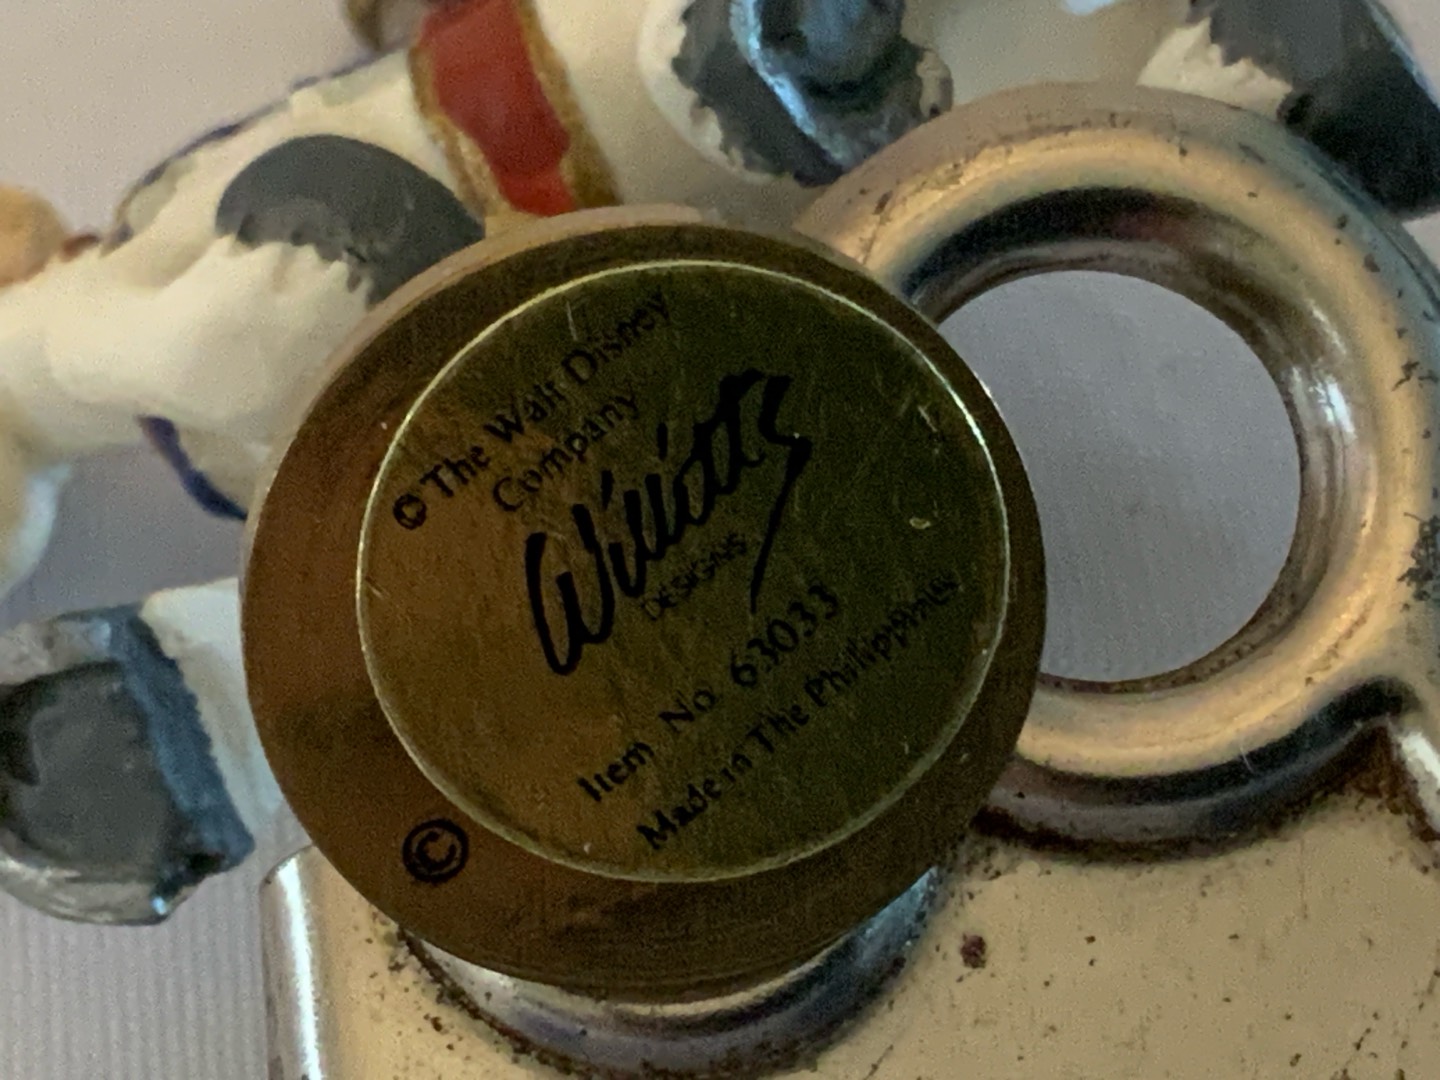 © The Walt Disney
Company
Willitts
DESIGNS
Item No. 63033
Made in The Philippines
©